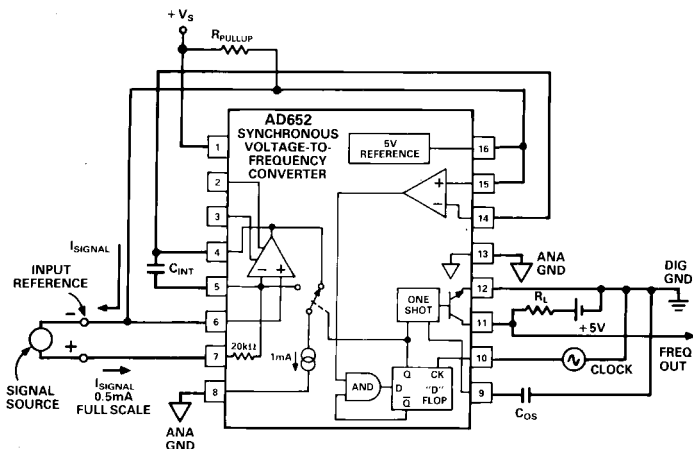 + VS
RPULLUP
AD652
SYNCHRONOUS
VOLTAGE-TO-
FREQUENCY
CONVERTER
5V
REFERENCE
1
2
3
4
5
6
7
8
16
15
14
13
12
11
10
9
+
−
−
+
ISIGNAL
INPUT
REFERENCE
CINT
−
+
SIGNAL
SOURCE
ISIGNAL
0.5mA
FULL SCALE
ANA
GND
20kΩ
1mA
ONE
SHOT
AND
Q CK
D "D"
FLOP
Q̅
ANA
GND
DIG
GND
RL
+5V
FREQ
OUT
CLOCK
COS